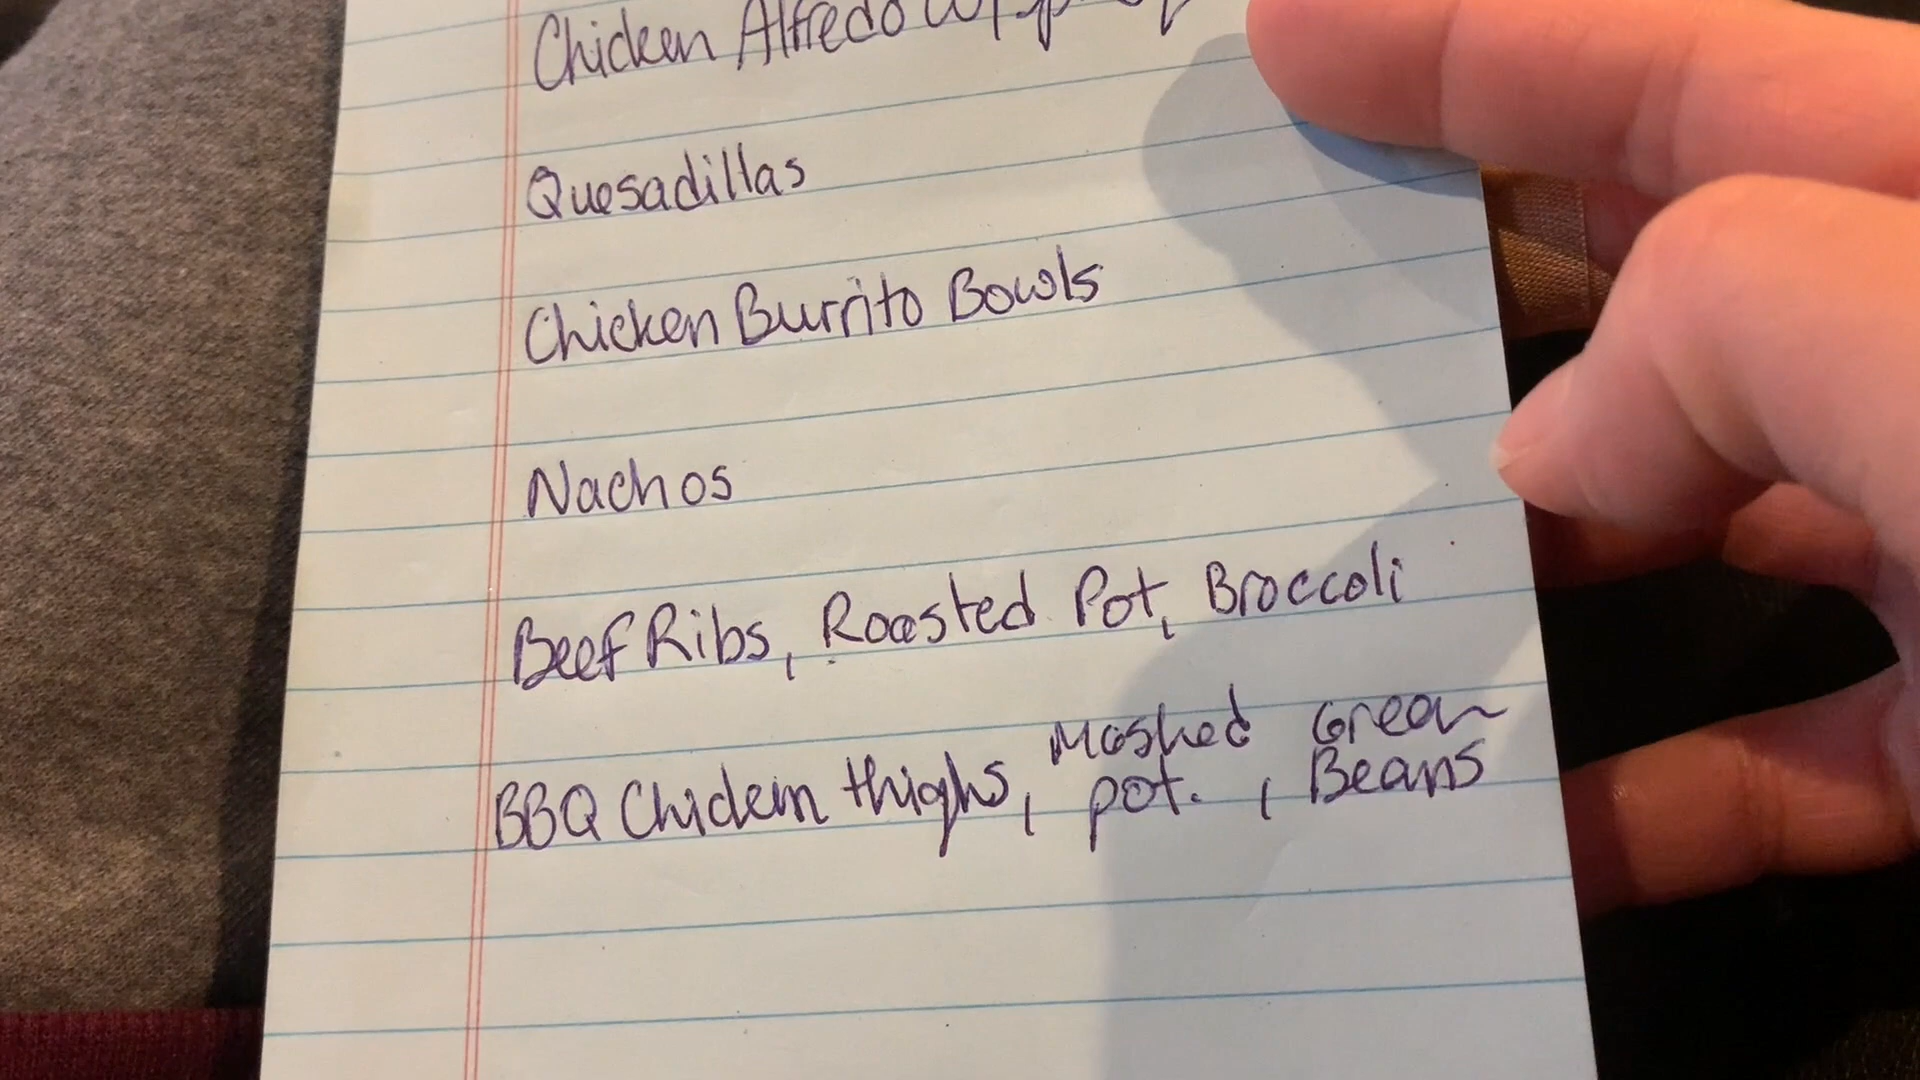 Chicken Alfredo w/
Quesadillas
Chicken Burrito Bowls
Nachos
Beef Ribs, Roasted Pot, Broccoli
BBQ Chicken thighs, Mashed pot., Green Beans